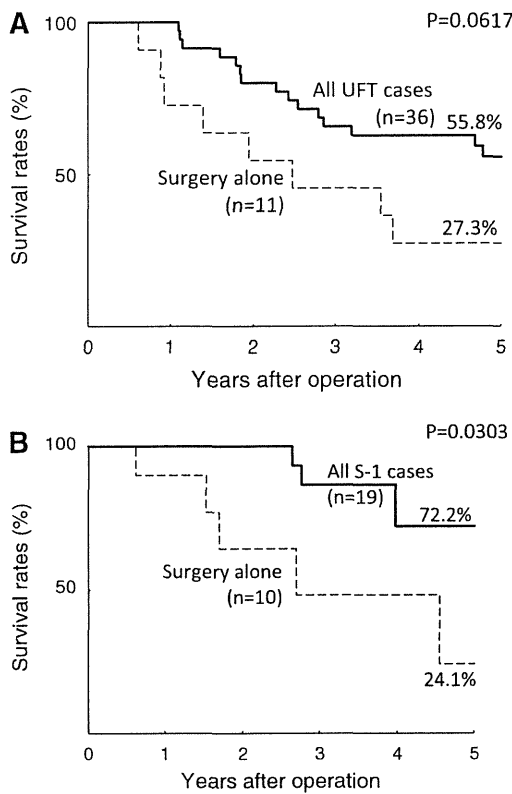 A
P=0.0617
Survival rates (%)
100
50
All UFT cases
(n=36)
55.8%
Surgery alone
(n=11)
27.3%
0 1 2 3 4 5
Years after operation
B
P=0.0303
Survival rates (%)
100
50
All S-1 cases
(n=19)
72.2%
Surgery alone
(n=10)
24.1%
0 1 2 3 4 5
Years after operation